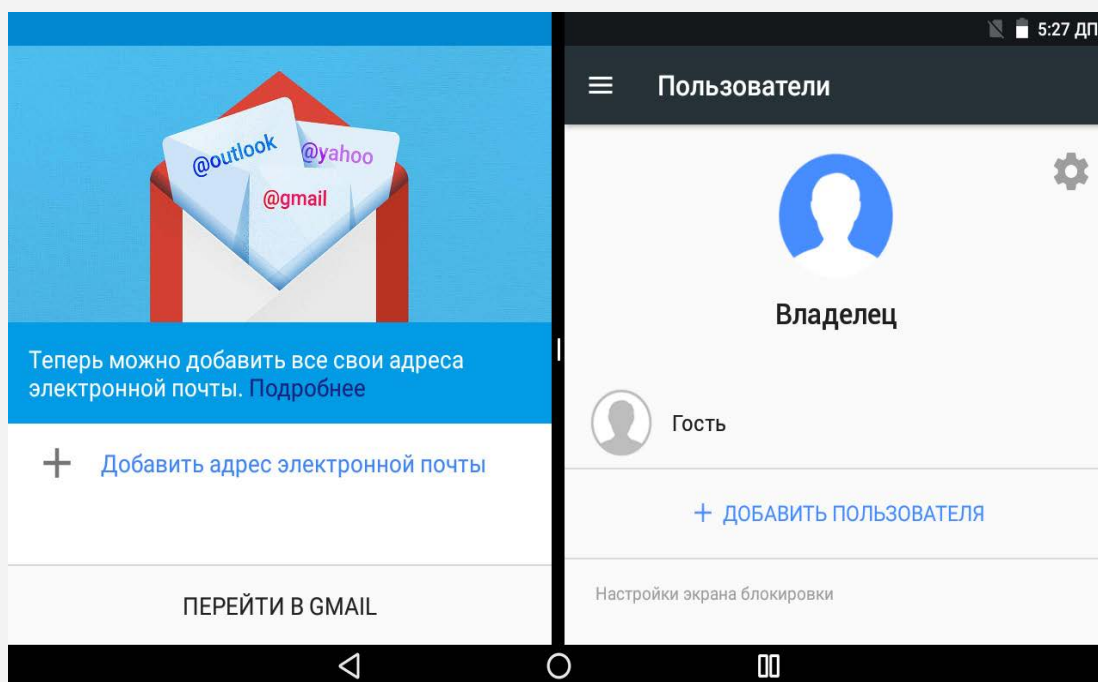 @outlook
@yahoo
@gmail
Теперь можно добавить все свои адреса
электронной почты. Подробнее
+ Добавить адрес электронной почты
ПЕРЕЙТИ В GMAIL
5:27 ДП
Пользователи
Владелец
Гость
+ ДОБАВИТЬ ПОЛЬЗОВАТЕЛЯ
Настройки экрана блокировки